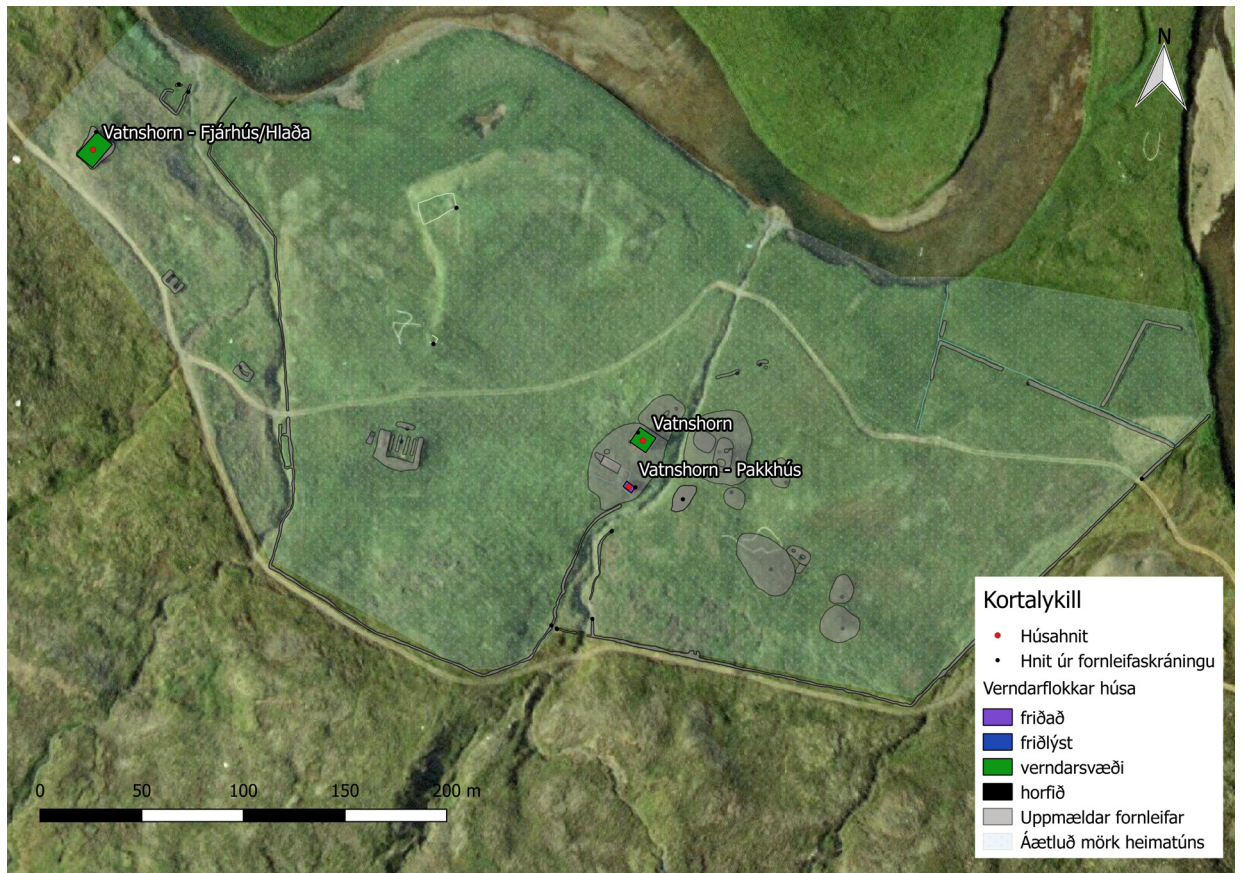 N
Vatnshorn - Fjárhús/Hlaða
Vatnshorn
Vatnshorn - Pakkhús
Kortalykill
Húsahnit
Hnit úr fornleifaskráningu
Verndarflokkar húsa
friðað
friðlýst
verndarsvæði
horfið
Uppmældar fornleifar
Áætluð mörk heimatúns
0 50 100 150 200 m